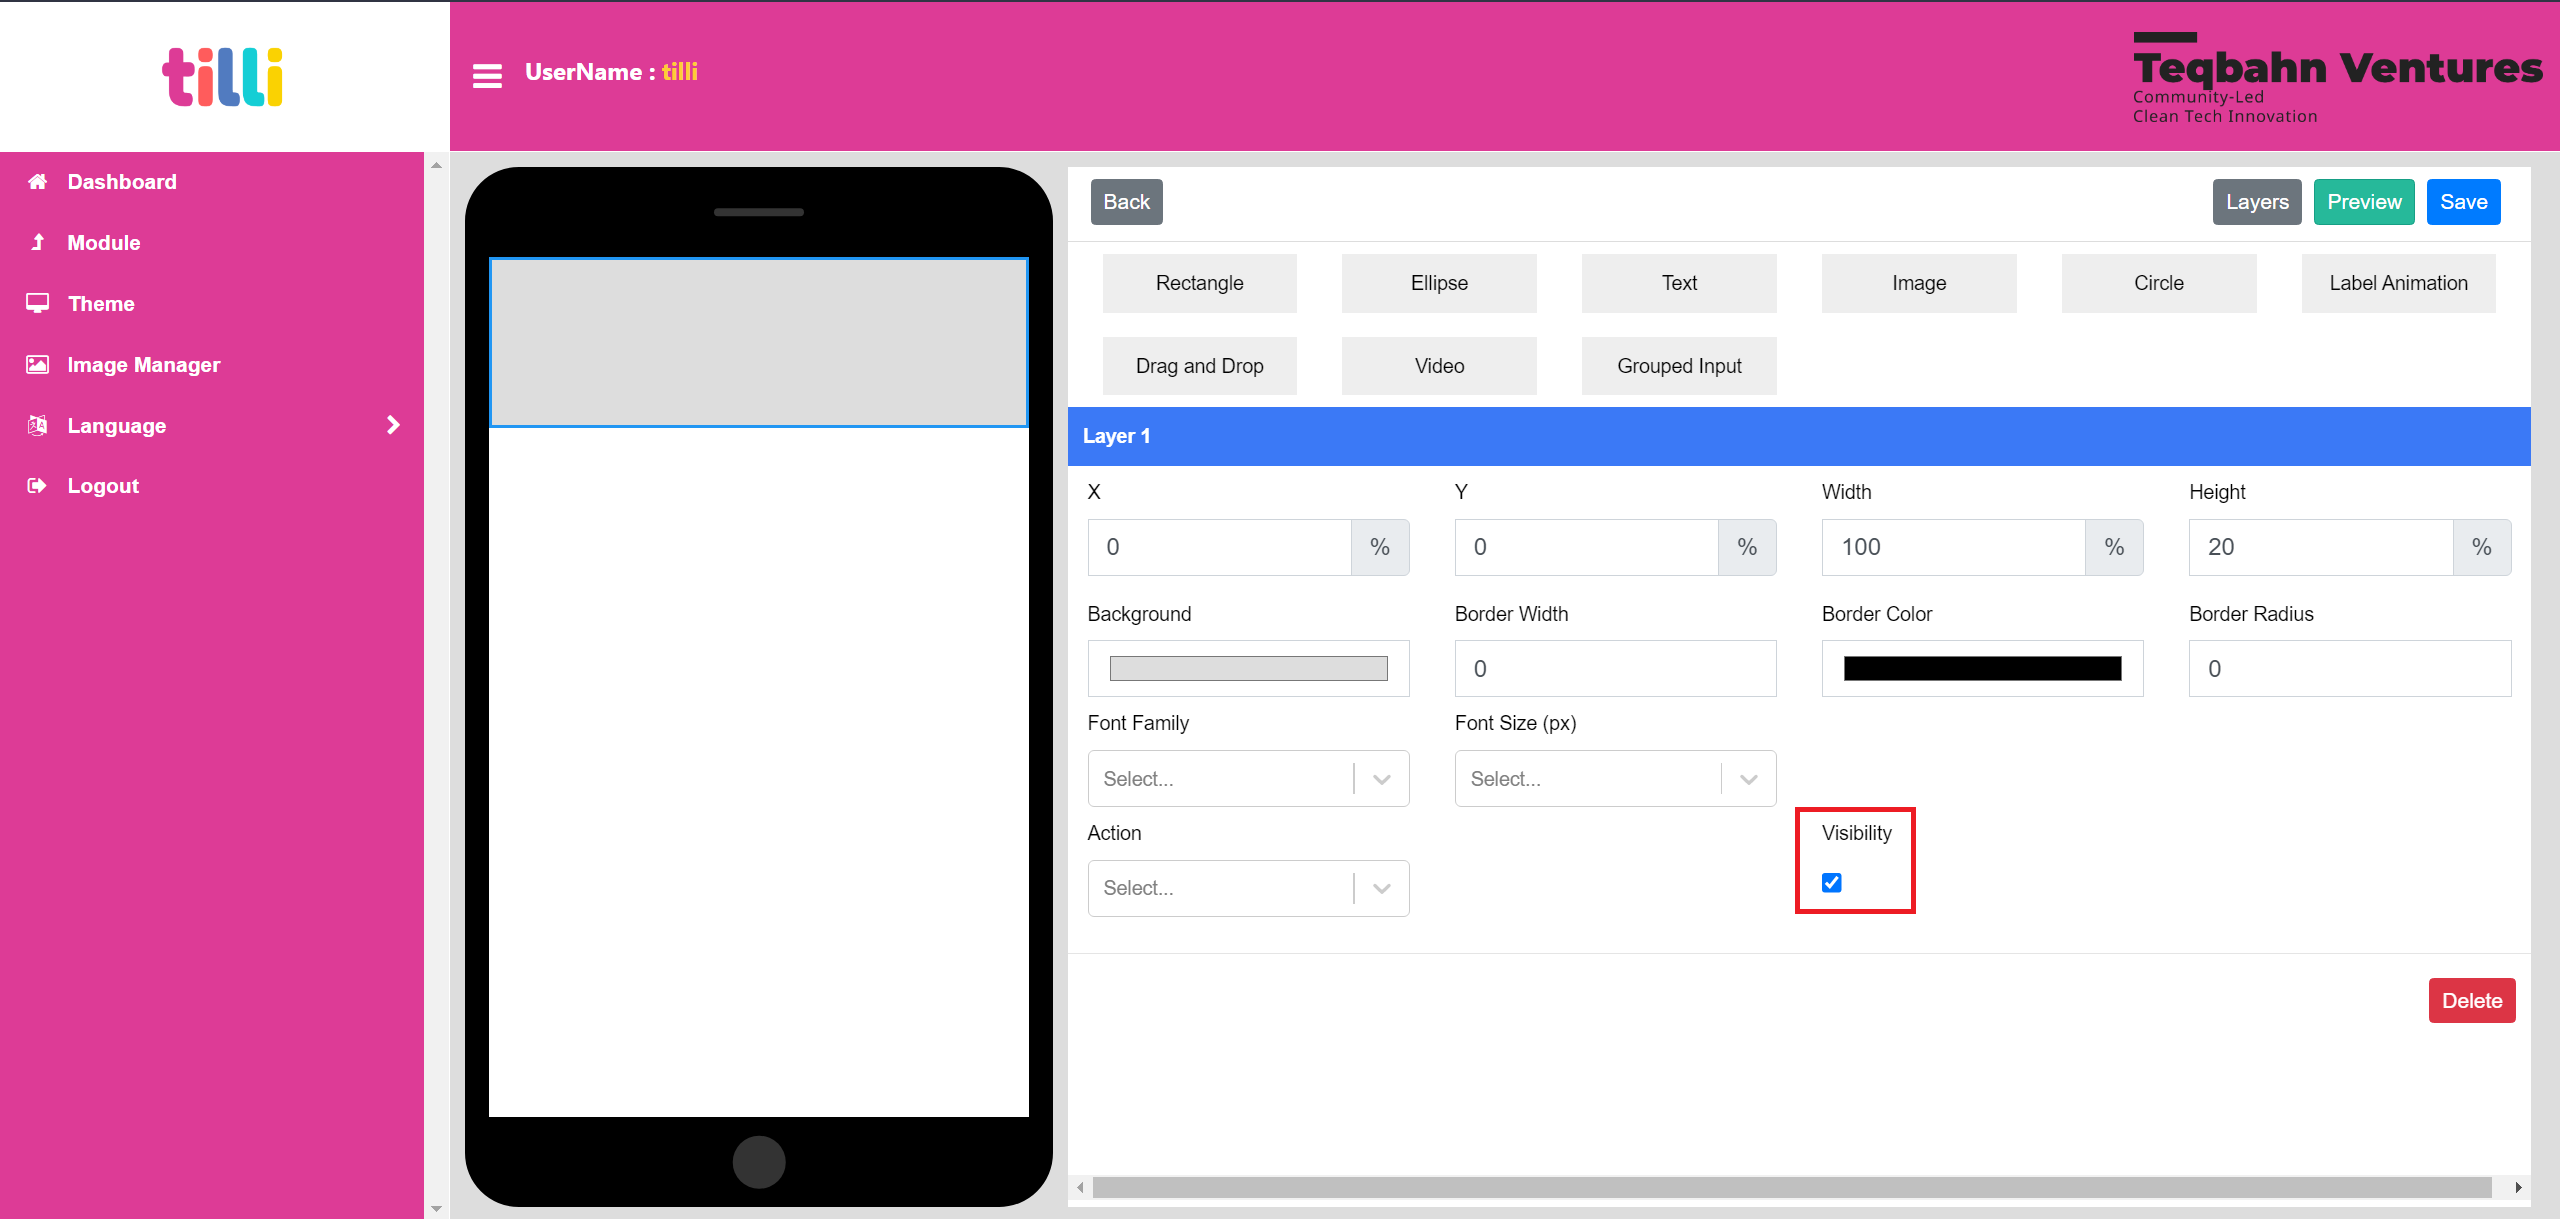 tilli
UserName : tilli
Teqbahn Ventures
Community-Led
Clean Tech Innovation
Dashboard
Module
Theme
Image Manager
Language
Logout
Back
Layers Preview Save
Rectangle Ellipse Text Image Circle Label Animation
Drag and Drop Video Grouped Input
Layer 1
X Y Width Height
0 % 0 % 100 % 20 %
Background Border Width Border Color Border Radius
0 0
Font Family Font Size (px)
Select... Select...
Action Visibility
Select...
Delete